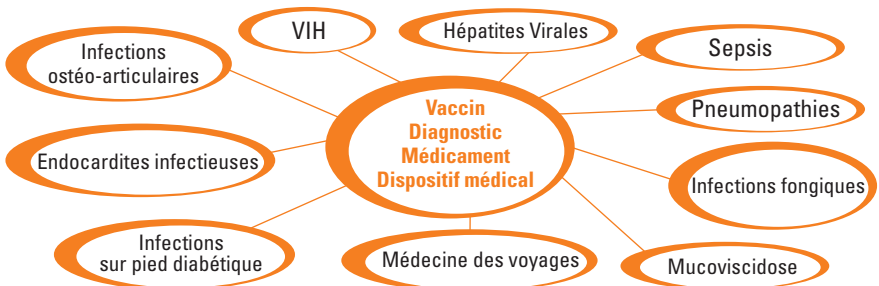 VIH
Hépatites Virales
Infections
ostéo-articulaires
Sepsis
Vaccin
Diagnostic
Médicament
Dispositif médical
Pneumopathies
Endocardites infectieuses
Infections fongiques
Infections
sur pied diabétique
Médecine des voyages
Mucoviscidose